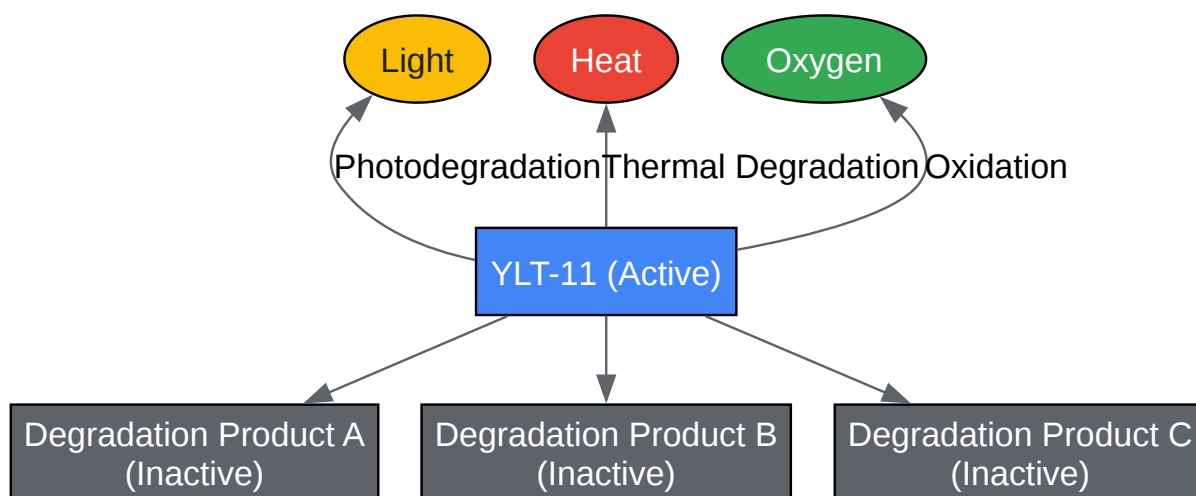 Light
Heat
Oxygen
Photodegradation
Thermal Degradation
Oxidation
YLT-11 (Active)
Degradation Product A
(Inactive)
Degradation Product B
(Inactive)
Degradation Product C
(Inactive)